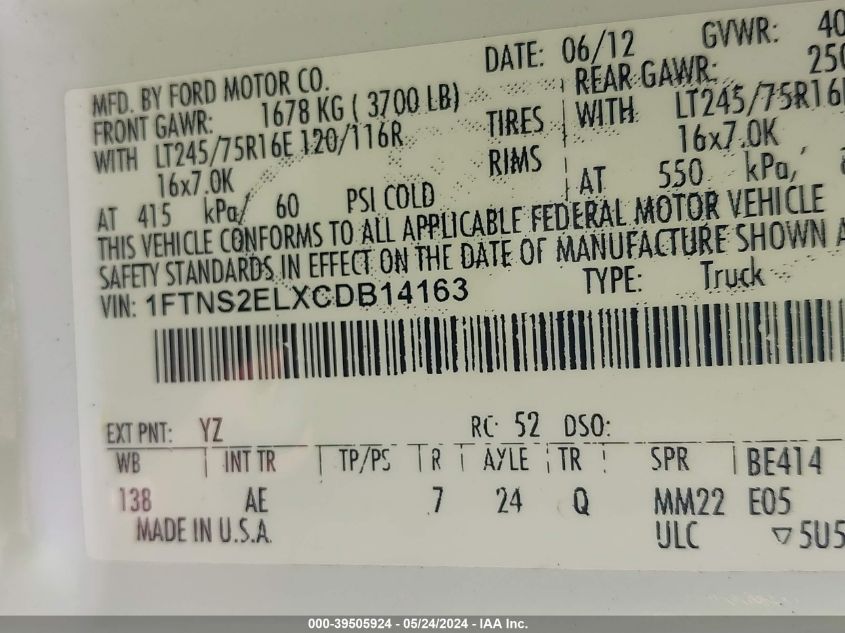 DATE: 06/12 GVWR: 40
MFD. BY FORD MOTOR CO.
FRONT GAWR: 1678 KG ( 3700 LB) REAR GAWR: 250
WITH LT245/75R16E 120/116R TIRES WITH LT245/75R16
16x7.0K RIMS 16x7.0K
AT 415 kPa/ 60 PSI COLD AT 550 kPa/
THIS VEHICLE CONFORMS TO ALL APPLICABLE FEDERAL MOTOR VEHICLE
SAFETY STANDARDS IN EFFECT ON THE DATE OF MANUFACTURE SHOWN A
VIN: 1FTNS2ELXCDB14163 TYPE: Truck
EXT PNT: YZ RC: 52 DSO:
WB INT TR TP/PS R AXLE TR SPR BE414
138 AE 7 24 Q MM22 E05
MADE IN U.S.A. ULC ▽5U5
000-39505924 - 05/24/2024 - IAA Inc.